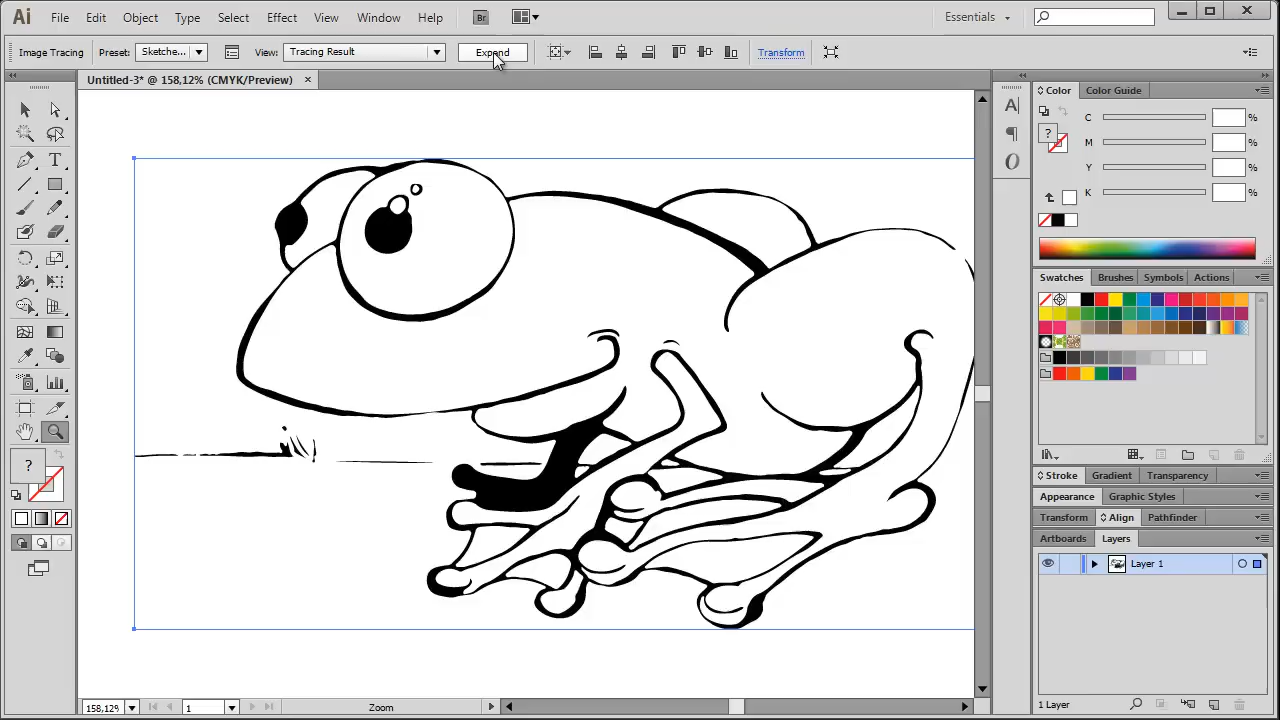 Ai File Edit Object Type Select Effect View Window Help Br Essentials
Image Tracing Preset: Sketche... View: Tracing Result Expand Transform
Untitled-3* @ 158,12% (CMYK/Preview) ×
Color Color Guide
C %
M %
Y %
K %
? ?
Swatches Brushes Symbols Actions
Stroke Gradient Transparency
Appearance Graphic Styles
Transform Align Pathfinder
Artboards Layers
Layer 1
1 Layer
158,12% 1 Zoom